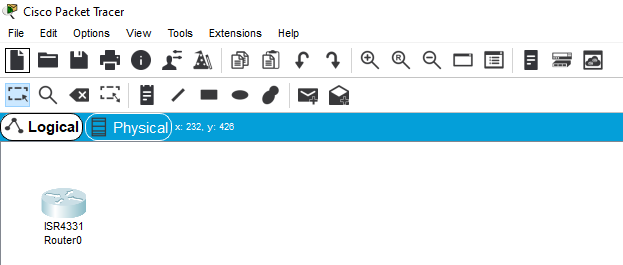 Cisco Packet Tracer
File Edit Options View Tools Extensions Help
Logical Physical x: 232, y: 426
ISR4331
Router0